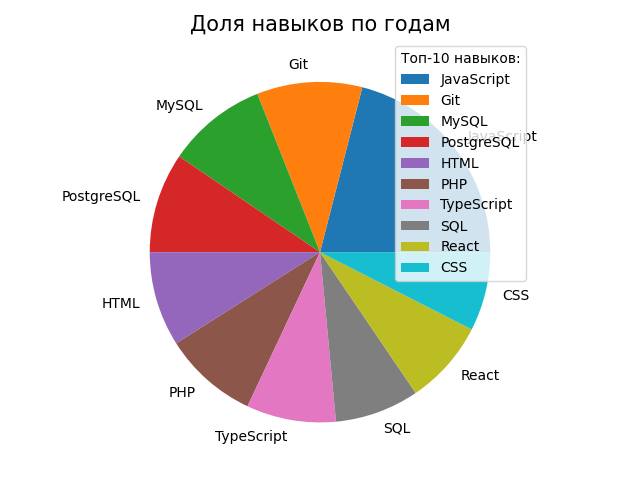 Доля навыков по годам
Топ-10 навыков:
JavaScript
Git
MySQL
PostgreSQL
HTML
PHP
TypeScript
SQL
React
CSS
JavaScript
Git
MySQL
PostgreSQL
HTML
PHP
TypeScript
SQL
React
CSS